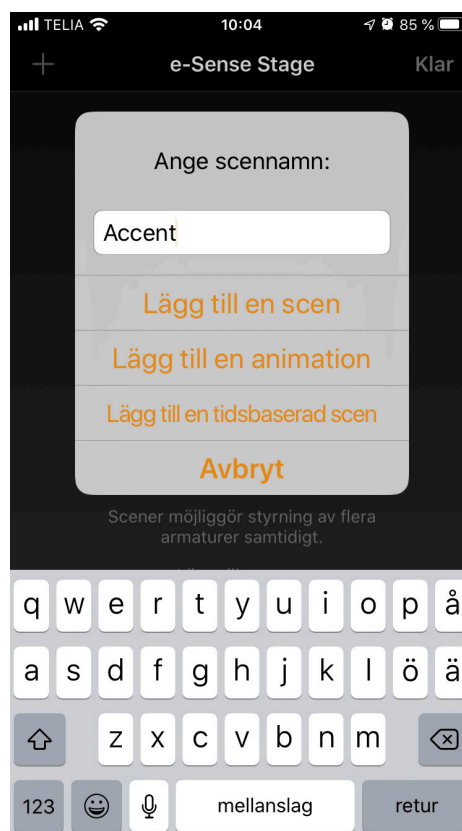 TELIA 10:04 85 %
+ e-Sense Stage Klar
Ange scennamn:
Accent
Lägg till en scen
Lägg till en animation
Lägg till en tidsbaserad scen
Avbryt
Scener möjliggör styrning av flera
armaturer samtidigt.
q w e r t y u i o p å
a s d f g h j k l ö ä
z x c v b n m
123 mellanslag retur